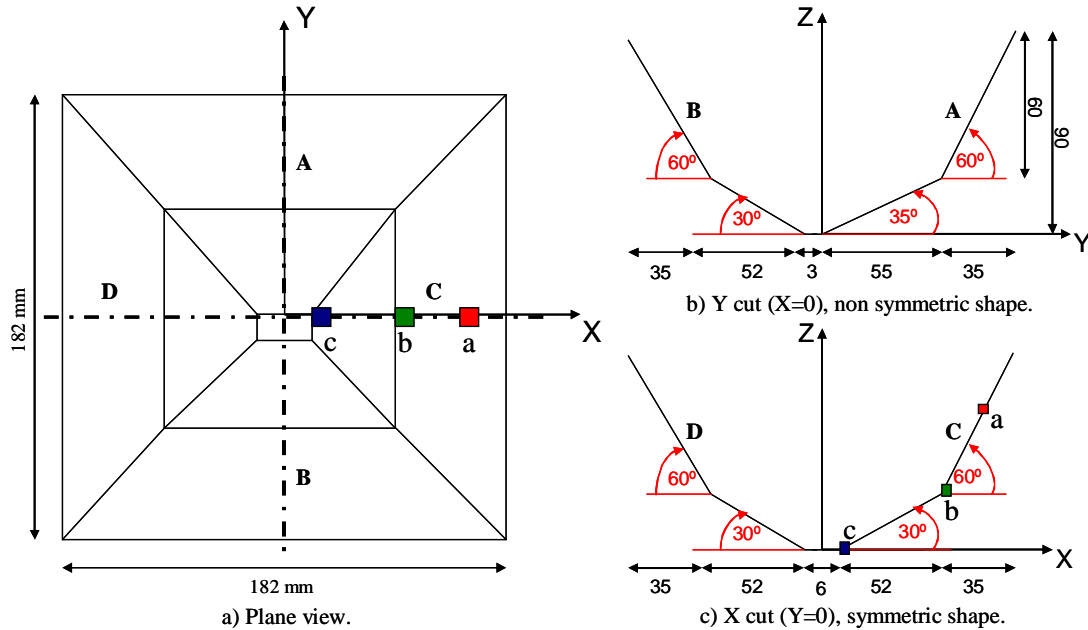 Y
A
D
C
X
c
b
a
B
182 mm
182 mm
a) Plane view.
Z
B
A
60º
60º
30º
35º
60
90
Y
35
52
3
55
35
b) Y cut (X=0), non symmetric shape.
Z
D
C
a
60º
60º
b
30º
c
30º
X
35
52
6
52
35
c) X cut (Y=0), symmetric shape.